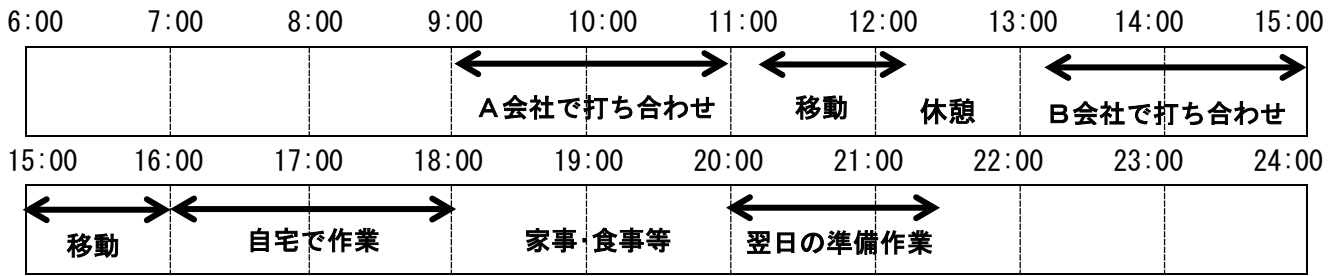 6:00 7:00 8:00 9:00 10:00 11:00 12:00 13:00 14:00 15:00
A会社で打ち合わせ 移動 休憩 B会社で打ち合わせ
15:00 16:00 17:00 18:00 19:00 20:00 21:00 22:00 23:00 24:00
移動 自宅で作業 家事・食事等 翌日の準備作業